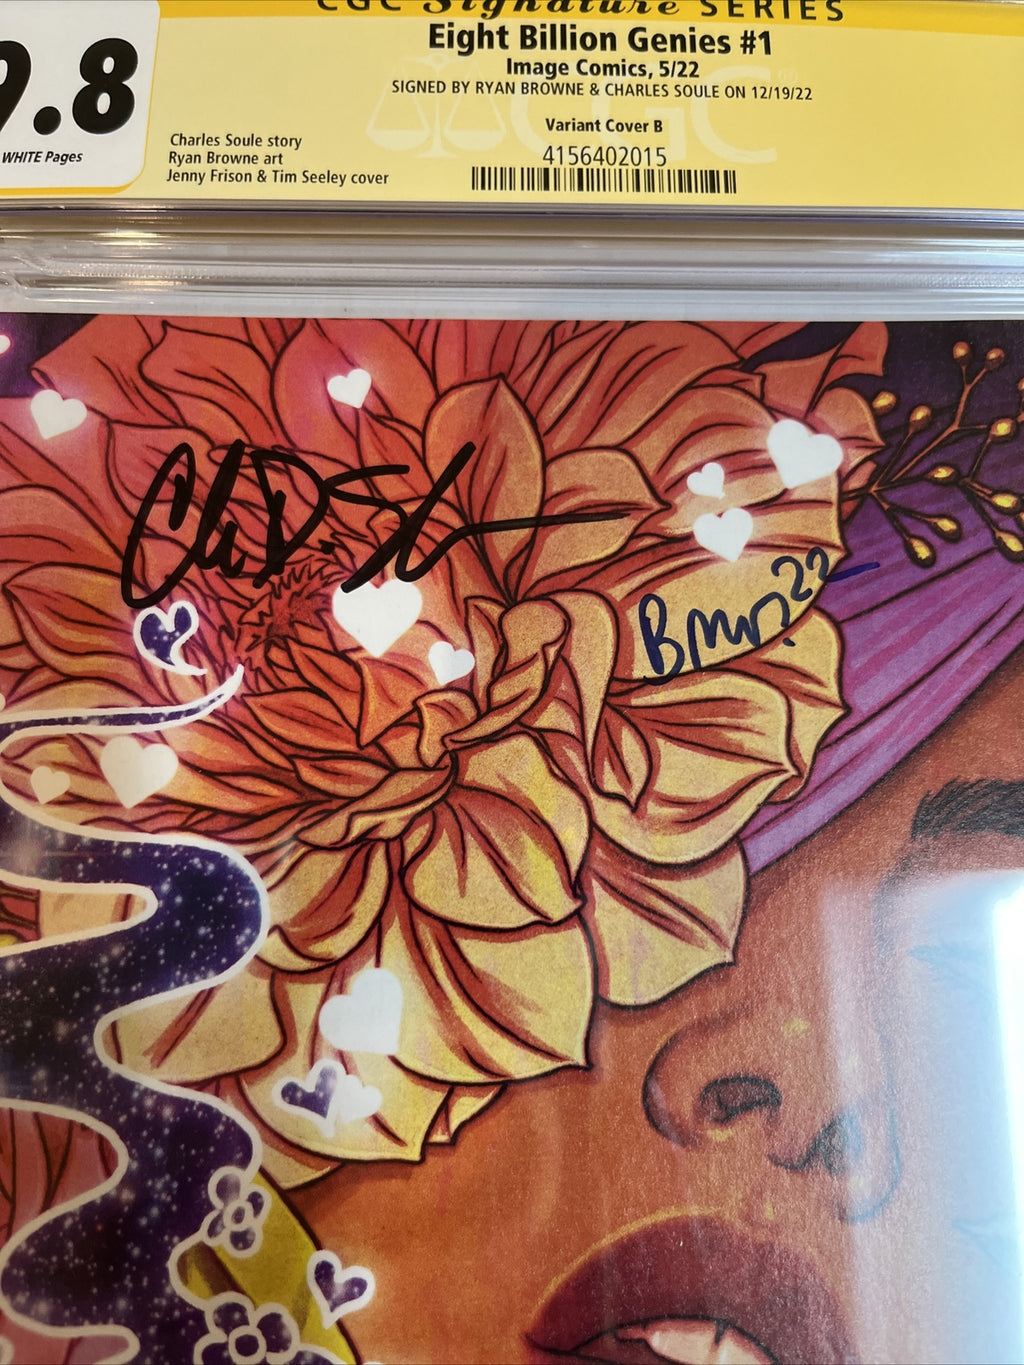 CGC Signature SERIES
9.8
Eight Billion Genies #1
Image Comics, 5/22
SIGNED BY RYAN BROWNE & CHARLES SOULE ON 12/19/22
WHITE Pages
Variant Cover B
4156402015
Charles Soule story
Ryan Browne art
Jenny Frison & Tim Seeley cover
CGC
22